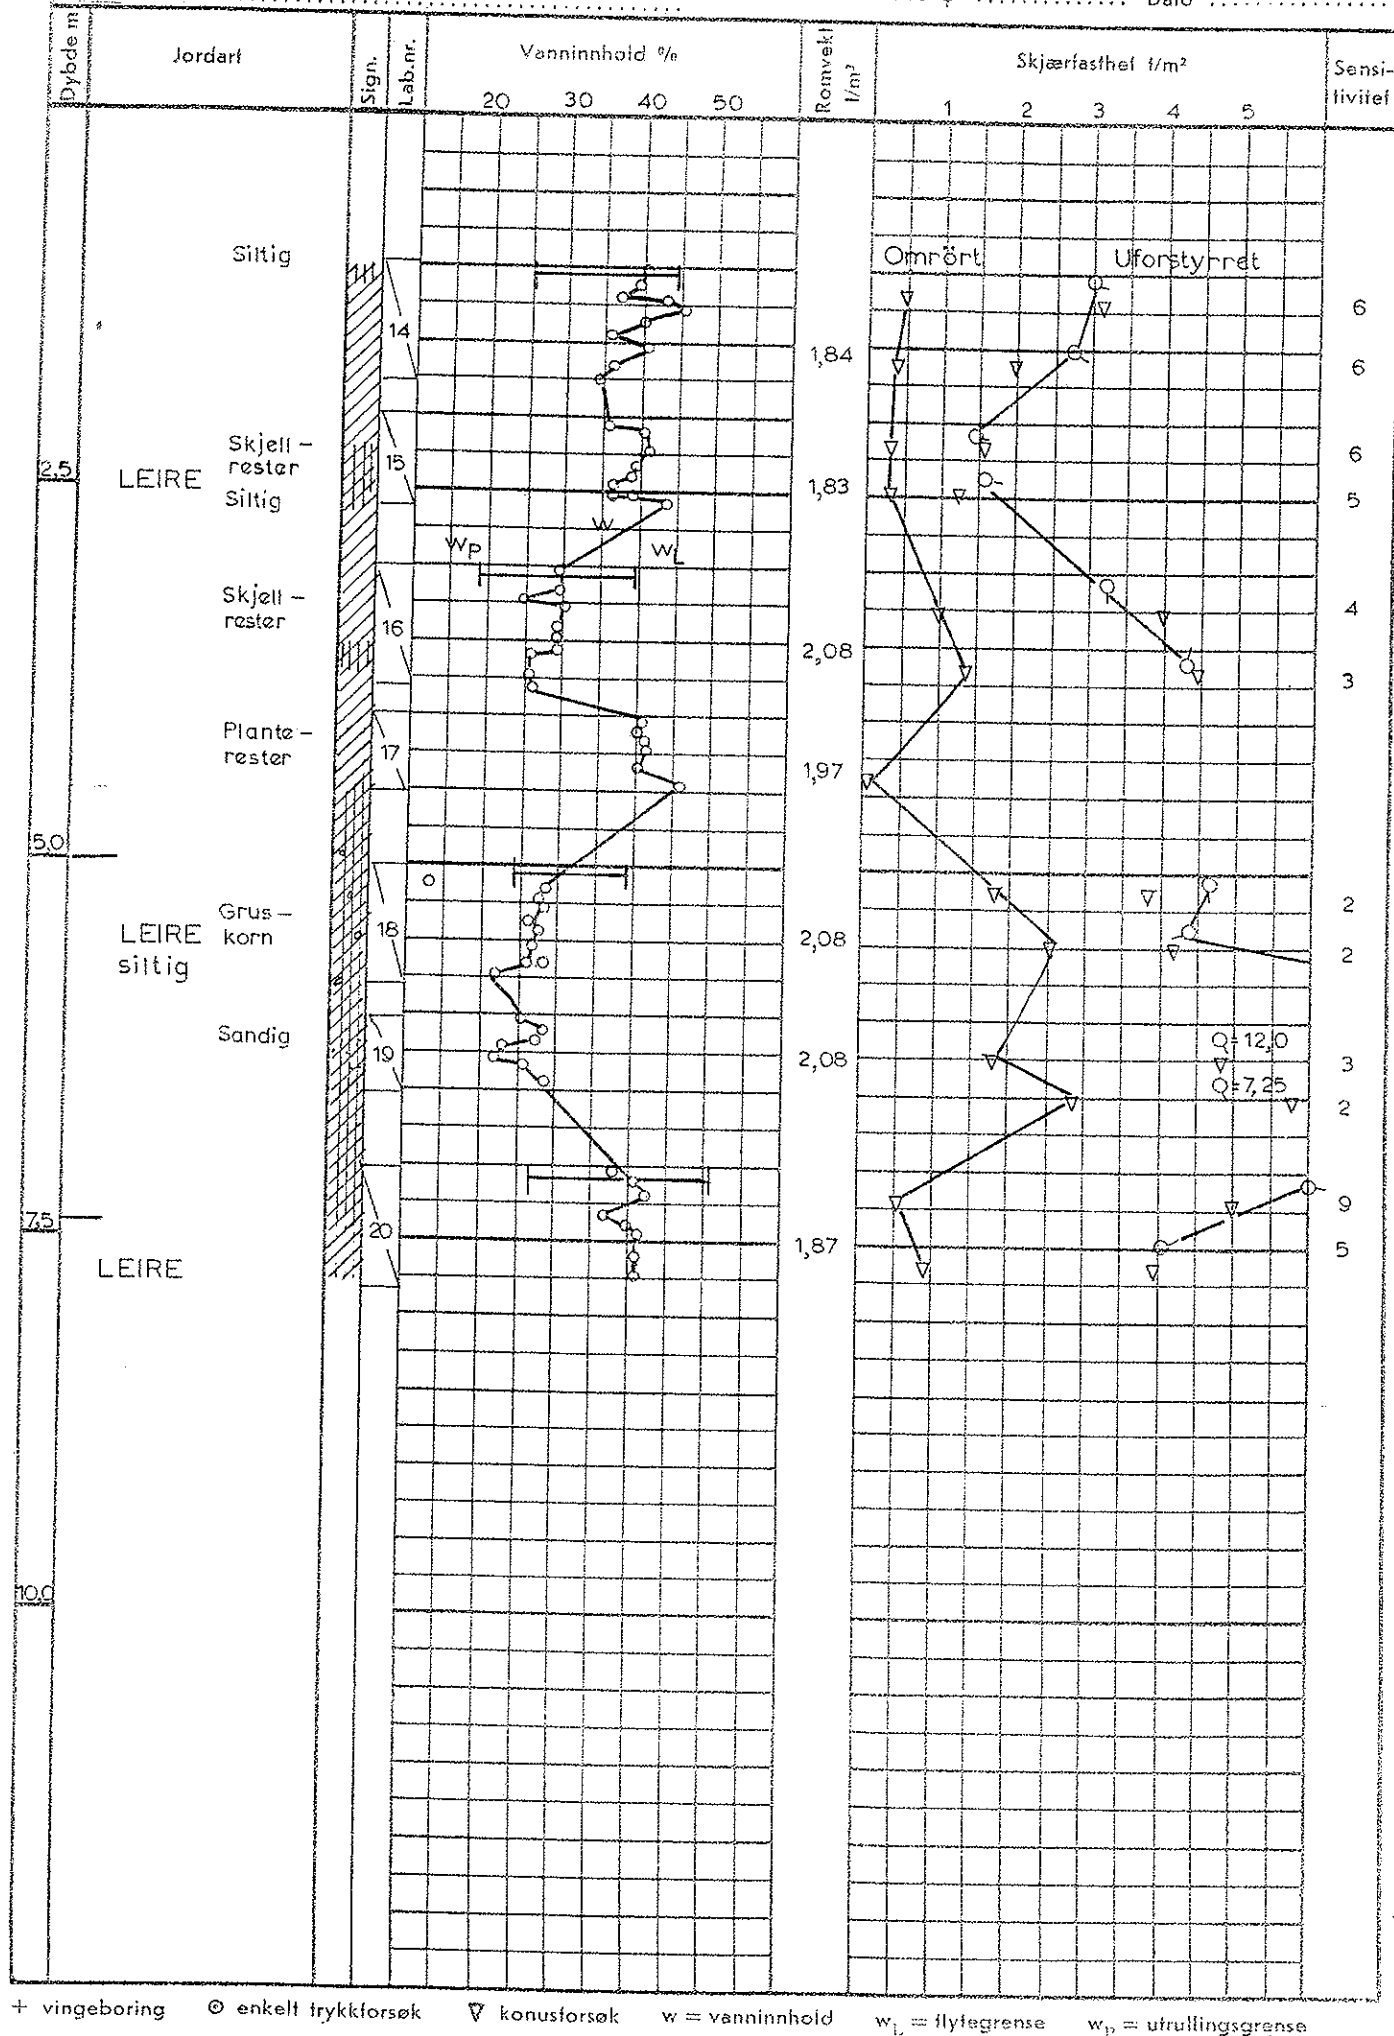 Dato
Dybde m Jordart Sign. Lab.nr. Vanninnhold % Romvekt t/m³ Skjærfasthet t/m² Sensi-
tivitet
20 30 40 50 1 2 3 4 5
Siltig Omrört Uforstyrret
6
14 1,84 6
Skjell-
rester 15 6
2,5 LEIRE Siltig 1,83 5
W
WP WL
Skjell-
rester 16 4
2,08 3
Plante-
rester 17 1,97
5,0
Grus-
korn 2
LEIRE
siltig 18 2,08 2
Sandig 19 2,08 =12,0 3
=7,25 2
7,5 20 9
LEIRE 1,87 5
10,0
+ vingeboring ⊙ enkelt trykkforsøk ▽ konusforsøk w = vanninnhold wL = flytegrense wp = utrullingsgrense